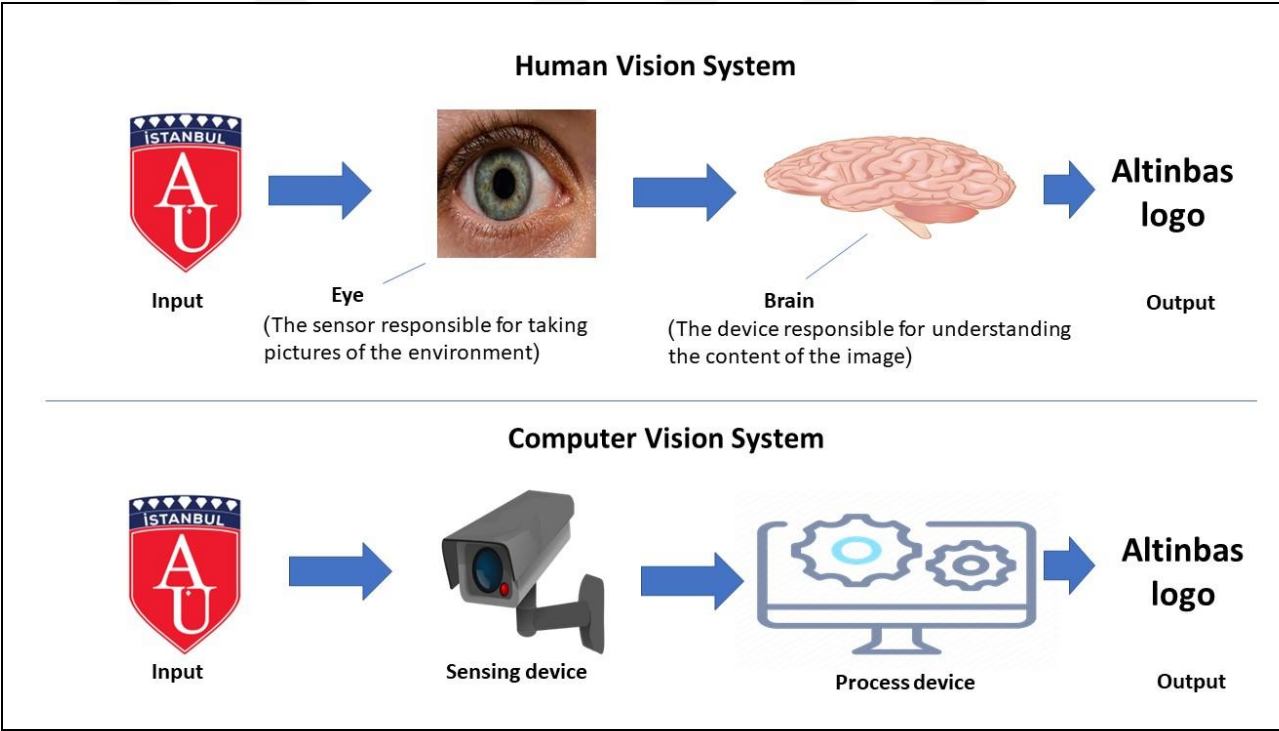 Human Vision System
İSTANBUL
AÜ
Altinbas
logo
Input
Eye
(The sensor responsible for taking
pictures of the environment)
Brain
(The device responsible for understanding
the content of the image)
Output
Computer Vision System
İSTANBUL
AÜ
Altinbas
logo
Input
Sensing device
Process device
Output